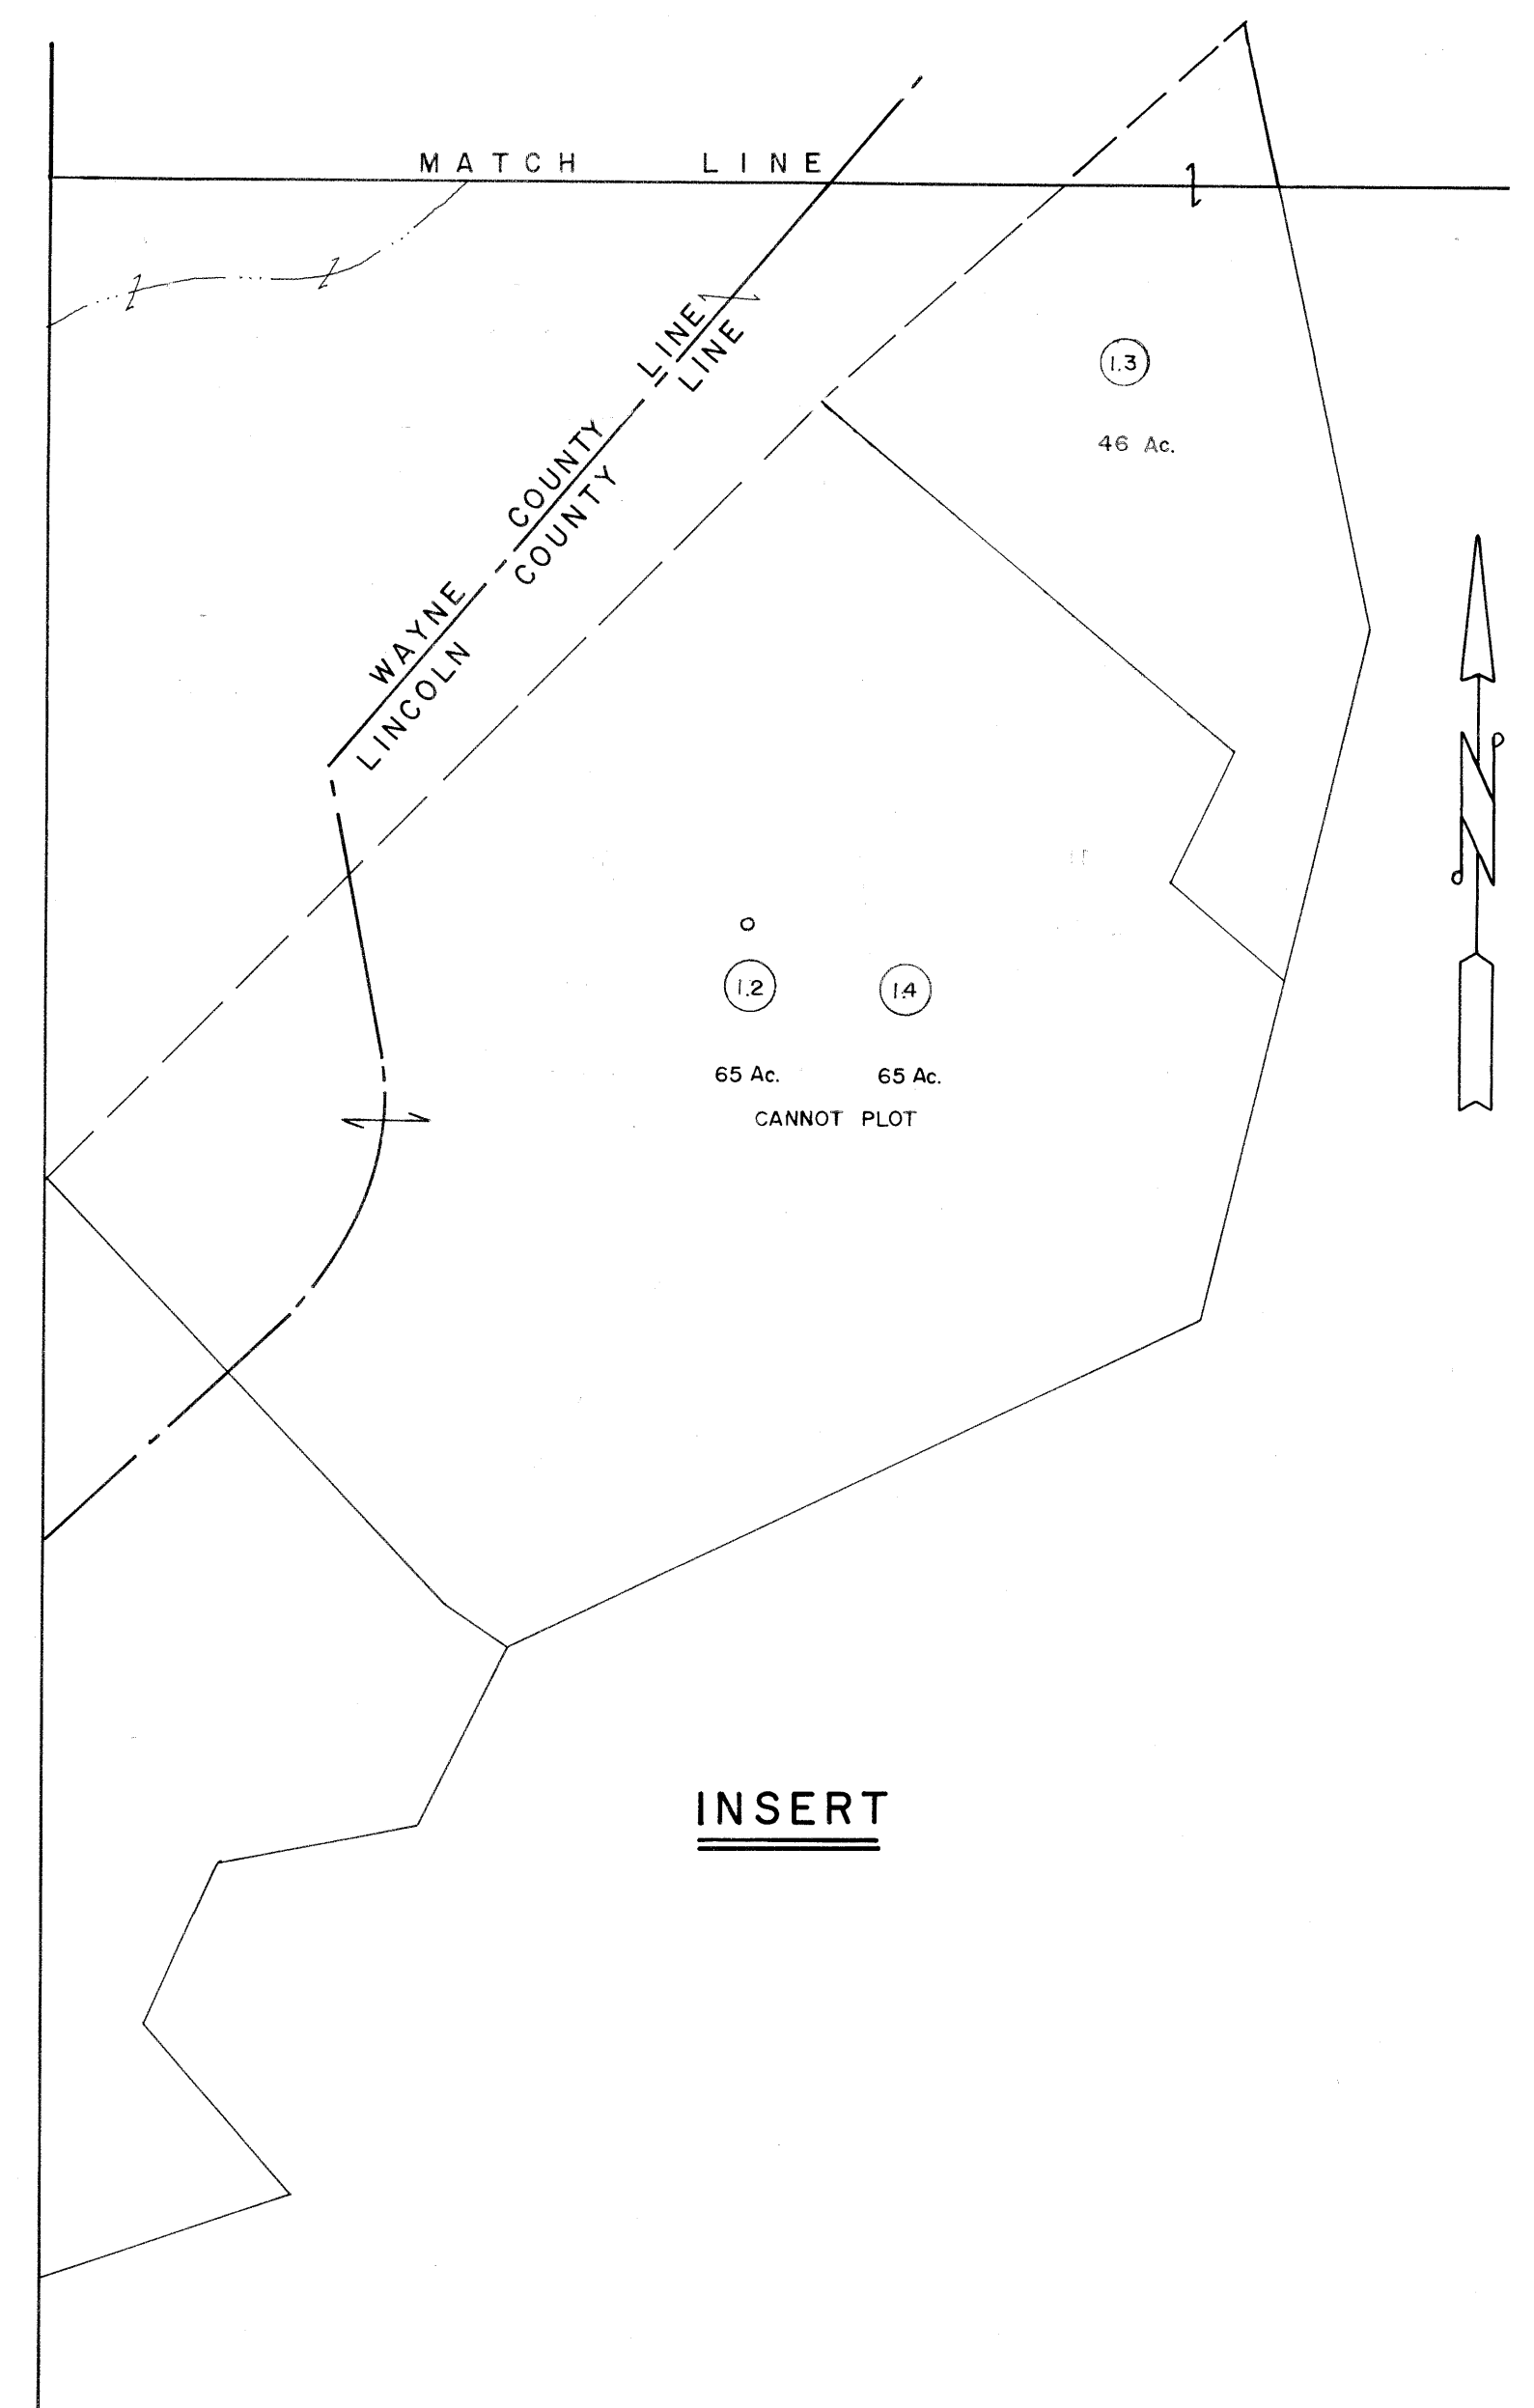 MATCH LINE
WAYNE COUNTY LINE
LINCOLN COUNTY LINE
1.3
46 Ac.
N
1.2 1.4
65 Ac. 65 Ac.
CANNOT PLOT
INSERT